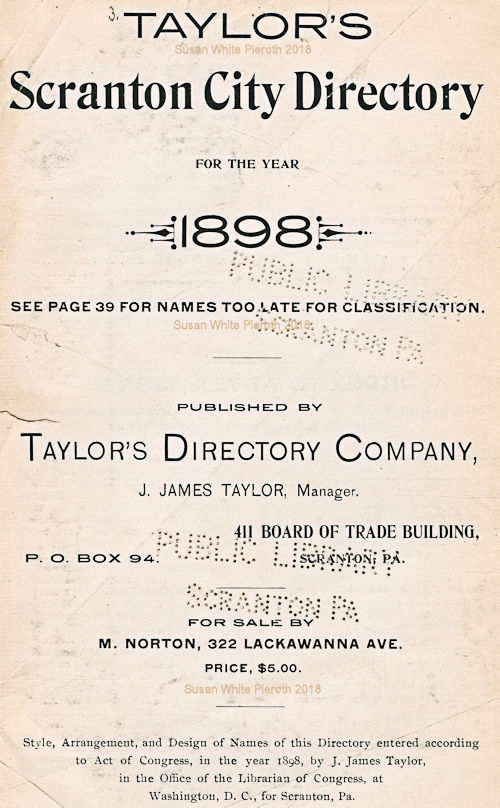 3.
TAYLOR'S
Susan White Pieroth 2018
Scranton City Directory
FOR THE YEAR
1898
PUBLIC LIBRARY
SEE PAGE 39 FOR NAMES TOO LATE FOR CLASSIFICATION.
Susan White Pieroth 2018
SCRANTON PA
PUBLISHED BY
TAYLOR'S DIRECTORY COMPANY,
J. JAMES TAYLOR, Manager.
411 BOARD OF TRADE BUILDING,
PUBLIC LIBRARY
P. O. BOX 94. SCRANTON, PA.
SCRANTON PA
FOR SALE BY
M. NORTON, 322 LACKAWANNA AVE.
PRICE, $5.00.
Susan White Pieroth 2018
Style, Arrangement, and Design of Names of this Directory entered according
to Act of Congress, in the year 1898, by J. James Taylor,
in the Office of the Librarian of Congress, at
Washington, D. C., for Scranton, Pa.